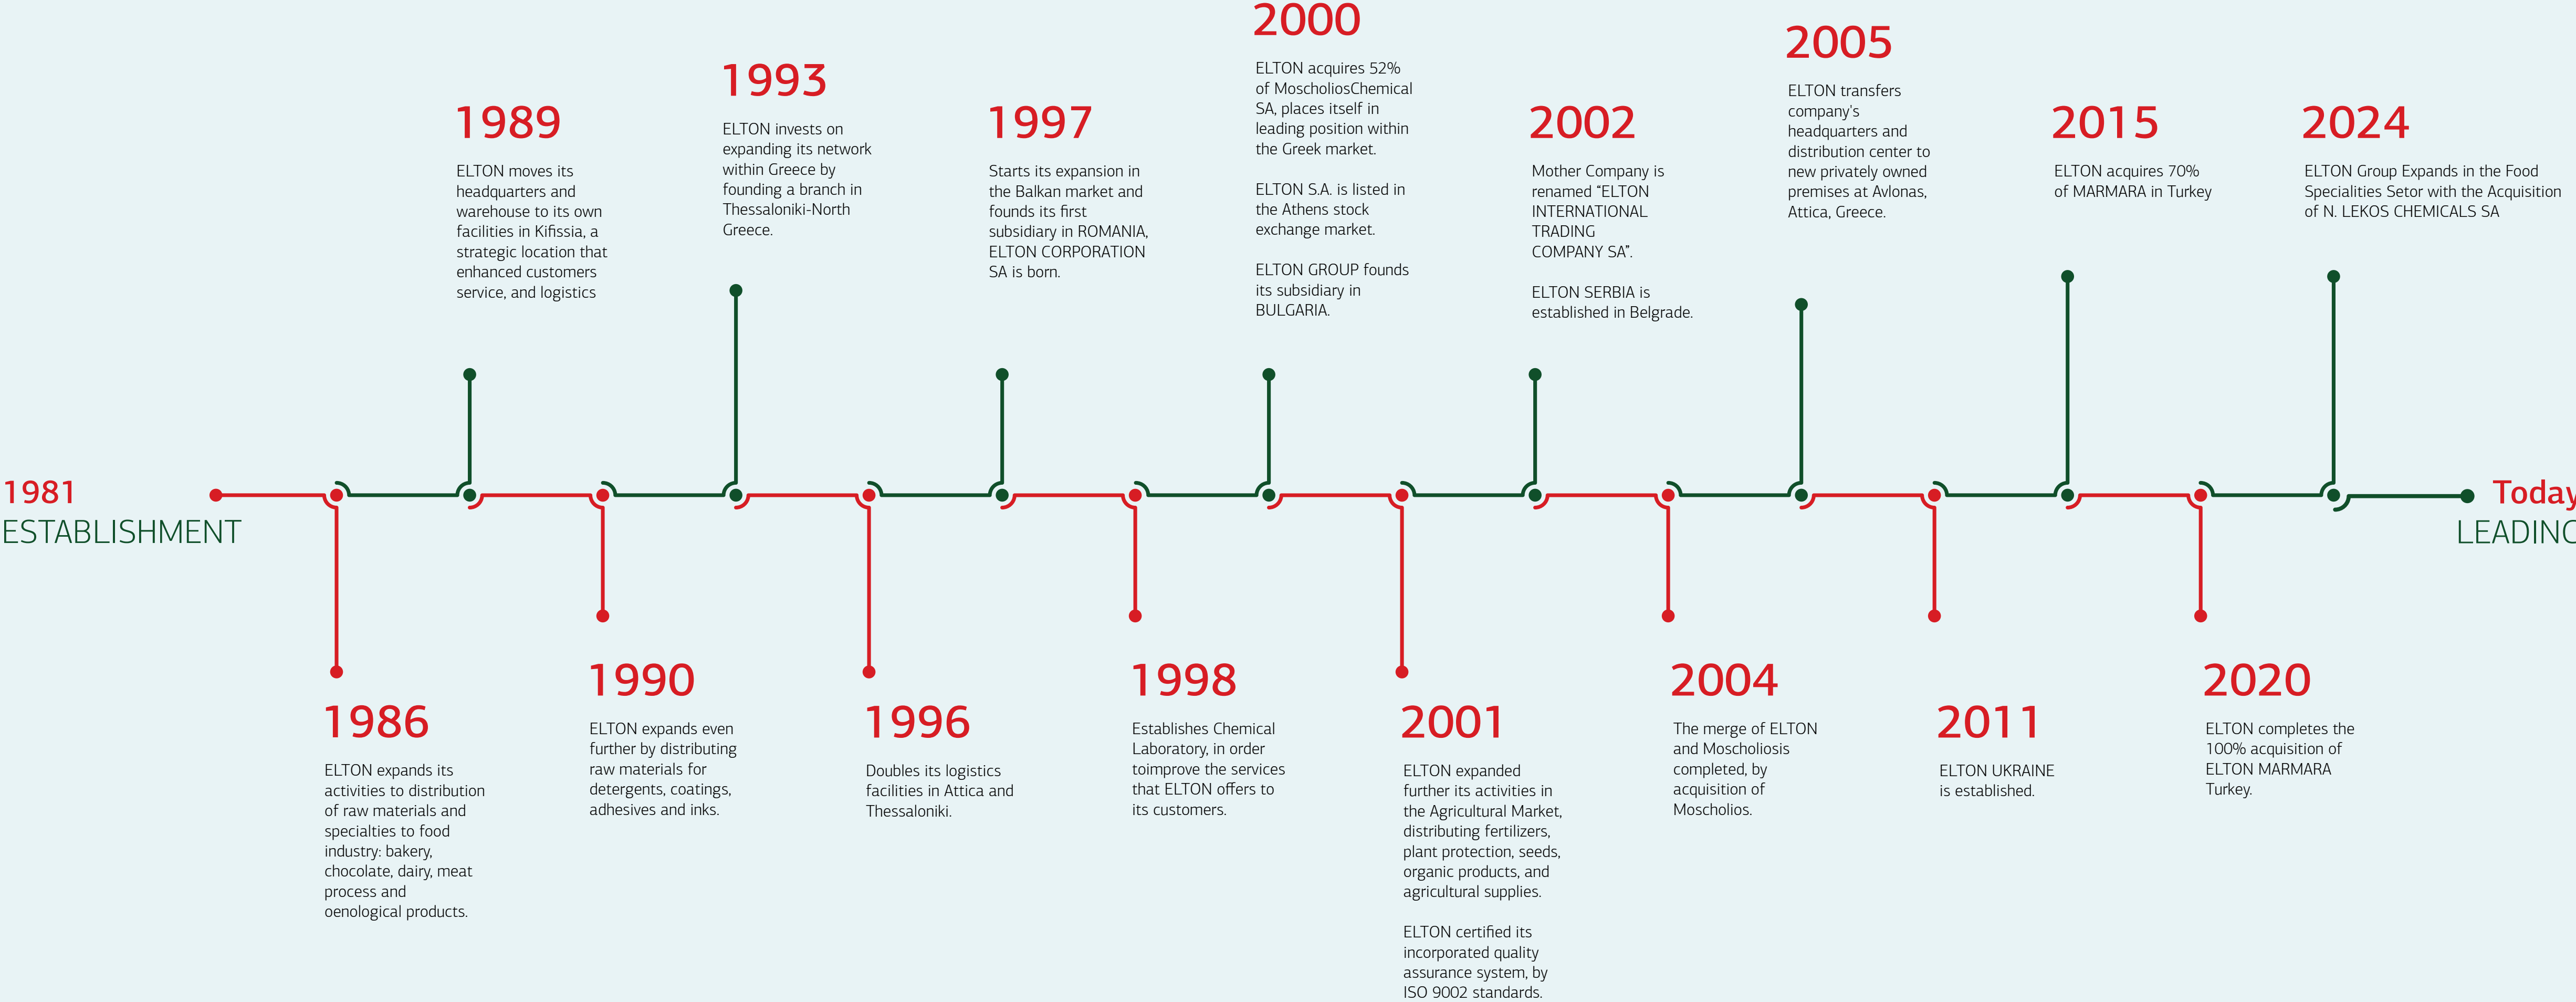 1981
ESTABLISHMENT
1986
ELTON expands its
activities to distribution
of raw materials and
specialties to food
industry: bakery,
chocolate, dairy, meat
process and
oenological products.
1989
ELTON moves its
headquarters and
warehouse to its own
facilities in Kifissia, a
strategic location that
enhanced customers
service, and logistics
1990
ELTON expands even
further by distributing
raw materials for
detergents, coatings,
adhesives and inks.
1993
ELTON invests on
expanding its network
within Greece by
founding a branch in
Thessaloniki-North
Greece.
1996
Doubles its logistics
facilities in Attica and
Thessaloniki.
1997
Starts its expansion in
the Balkan market and
founds its first
subsidiary in ROMANIA,
ELTON CORPORATION
SA is born.
1998
Establishes Chemical
Laboratory, in order
toimprove the services
that ELTON offers to
its customers.
2000
ELTON acquires 52%
of MoscholiosChemical
SA, places itself in
leading position within
the Greek market.
ELTON S.A. is listed in
the Athens stock
exchange market.
ELTON GROUP founds
its subsidiary in
BULGARIA.
2001
ELTON expanded
further its activities in
the Agricultural Market,
distributing fertilizers,
plant protection, seeds,
organic products, and
agricultural supplies.
ELTON certified its
incorporated quality
assurance system, by
ISO 9002 standards.
2002
Mother Company is
renamed “ELTON
INTERNATIONAL
TRADING
COMPANY SA”.
ELTON SERBIA is
established in Belgrade.
2004
The merge of ELTON
and Moscholiosis
completed, by
acquisition of
Moscholios.
2005
ELTON transfers
company's
headquarters and
distribution center to
new privately owned
premises at Avlonas,
Attica, Greece.
2011
ELTON UKRAINE
is established.
2015
ELTON acquires 70%
of MARMARA in Turkey
2020
ELTON completes the
100% acquisition of
ELTON MARMARA
Turkey.
2024
ELTON Group Expands in the Food
Specialities Setor with the Acquisition
of N. LEKOS CHEMICALS SA
Today
LEADING